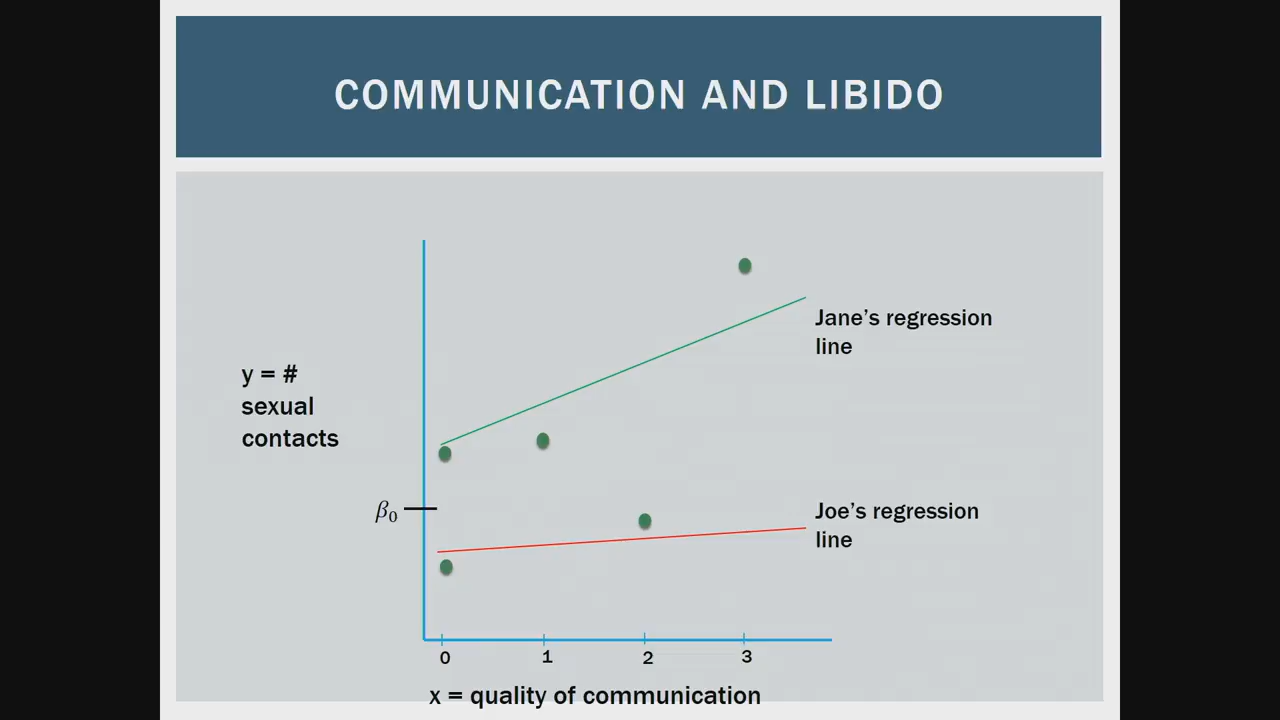 COMMUNICATION AND LIBIDO
Jane's regression
line
y = #
sexual
contacts
β₀
Joe's regression
line
0 1 2 3
x = quality of communication